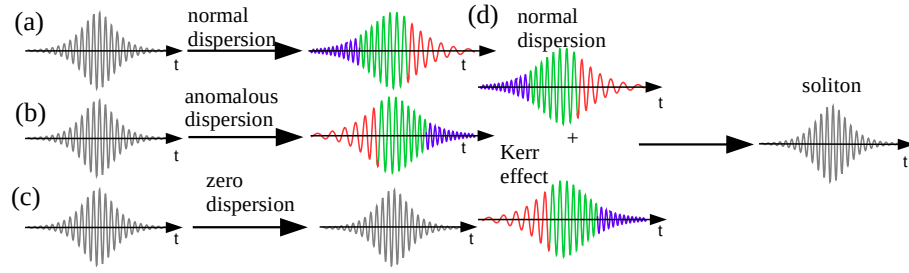 (a)
normal
dispersion
t
t
(b)
anomalous
dispersion
t
t
(c)
zero
dispersion
t
t
(d)
normal
dispersion
t
+
Kerr
effect
t
soliton
t